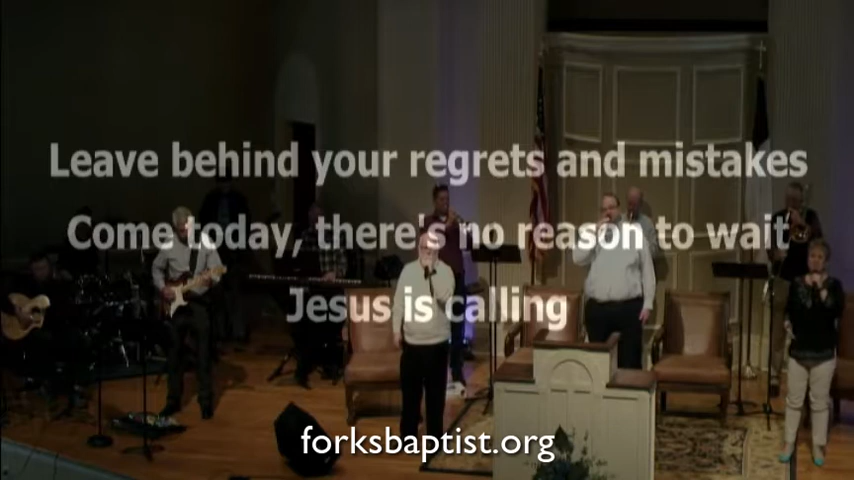 Leave behind your regrets and mistakes
Come today, there's no reason to wait
Jesus is calling
forksbaptist.org